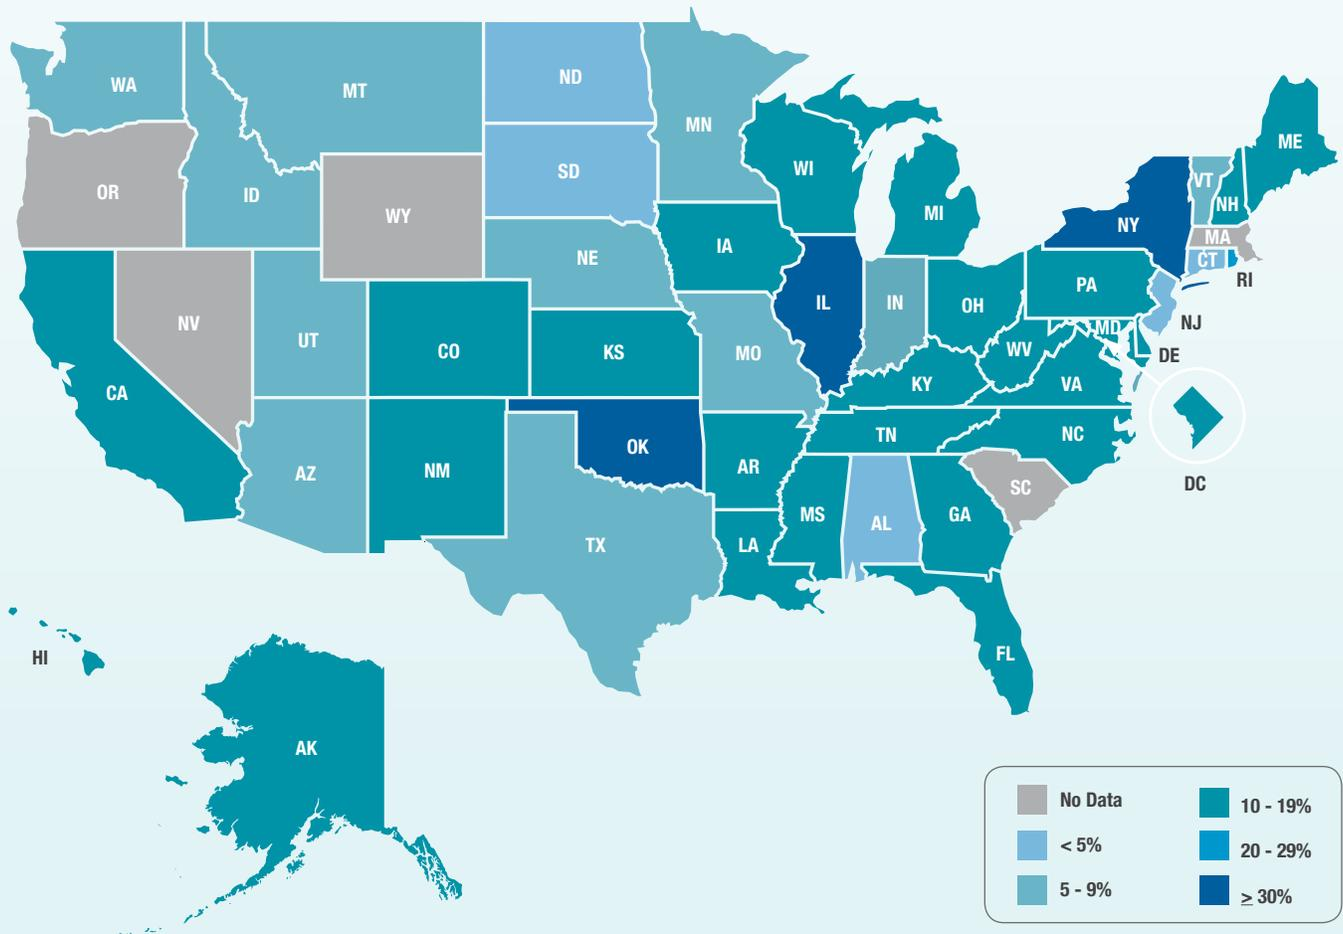 WA
MT
ND
MN
ME
SD
WI
VT
OR
ID
WY
MI
NH
NY
MA
IA
NE
CT
RI
PA
IL
IN
OH
NV
NJ
UT
CO
KS
MO
MD
WV
DE
CA
KY
VA
NC
TN
OK
AZ
NM
AR
DC
SC
MS
AL
GA
TX
LA
HI
FL
AK
No Data
< 5%
5 - 9%
10 - 19%
20 - 29%
≥ 30%